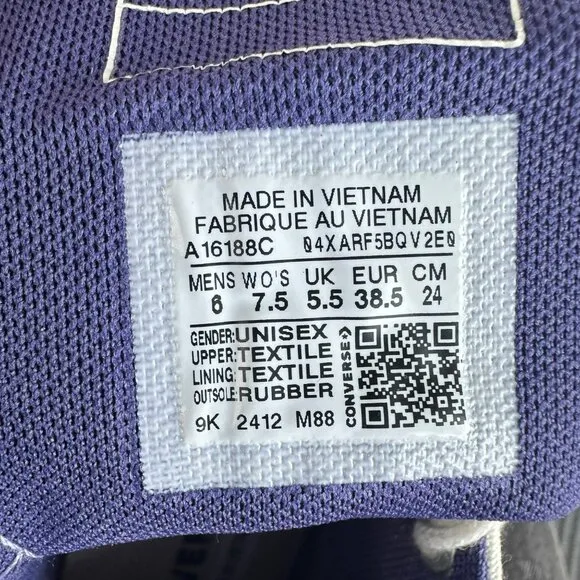 MADE IN VIETNAM
FABRIQUE AU VIETNAM
A16188C 04XARF5BQV2E0
MENS WO'S UK EUR CM
6 7.5 5.5 38.5 24
GENDER:UNISEX
UPPER:TEXTILE
LINING:TEXTILE
OUTSOLE:RUBBER
CONVERSE
9K 2412 M88